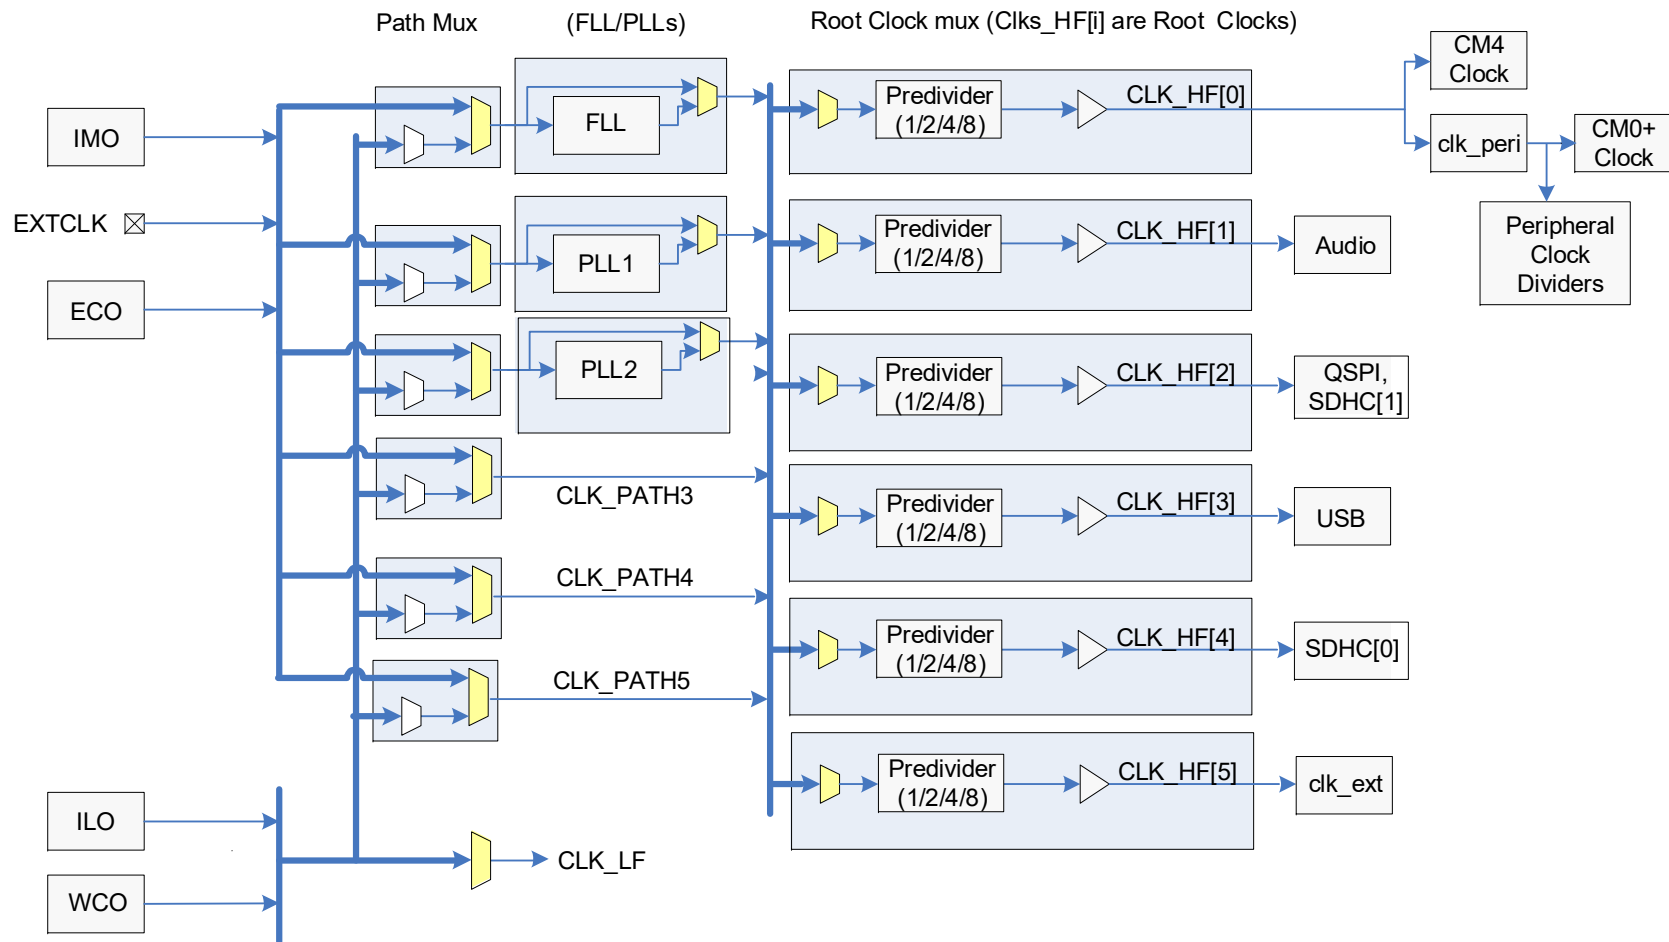 Path Mux
(FLL/PLLs)
Root Clock mux (Clks_HF[i] are Root Clocks)
IMO
EXTCLK
ECO
ILO
WCO
FLL
PLL1
PLL2
CLK_PATH3
CLK_PATH4
CLK_PATH5
CLK_LF
Predivider
(1/2/4/8)
CLK_HF[0]
Predivider
(1/2/4/8)
CLK_HF[1]
Predivider
(1/2/4/8)
CLK_HF[2]
Predivider
(1/2/4/8)
CLK_HF[3]
Predivider
(1/2/4/8)
CLK_HF[4]
Predivider
(1/2/4/8)
CLK_HF[5]
CM4
Clock
clk_peri
CM0+
Clock
Peripheral
Clock
Dividers
Audio
QSPI,
SDHC[1]
USB
SDHC[0]
clk_ext